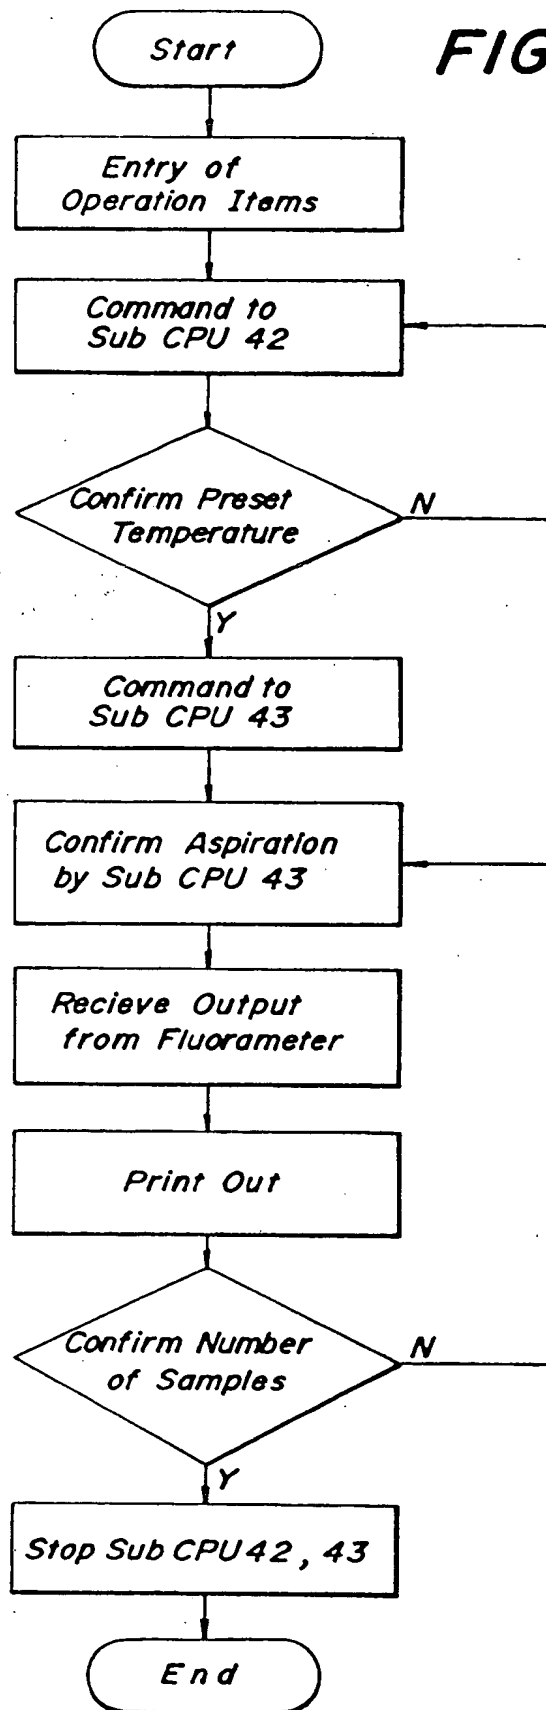 Start
FIG
Entry of
Operation Items
Command to
Sub CPU 42
Confirm Preset
Temperature
N
Y
Command to
Sub CPU 43
Confirm Aspiration
by Sub CPU 43
Recieve Output
from Fluorameter
Print Out
Confirm Number
of Samples
N
Y
Stop Sub CPU 42, 43
End